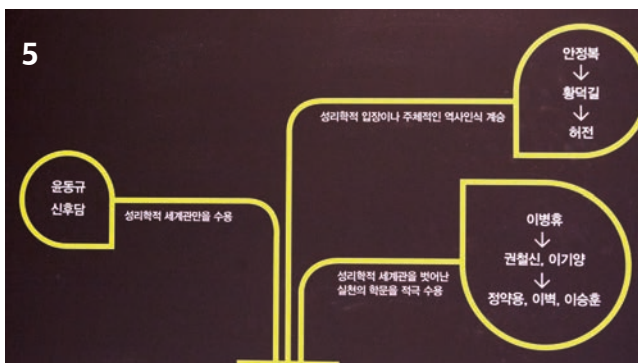 5
안정복
↓
황덕길
↓
허전
성리학적 입장이나 주체적인 역사인식 계승
윤동규
신후담
성리학적 세계관만을 수용
이병휴
↓
권철신, 이기양
↓
정약용, 이벽, 이승훈
성리학적 세계관을 벗어난
실천의 학문을 적극 수용